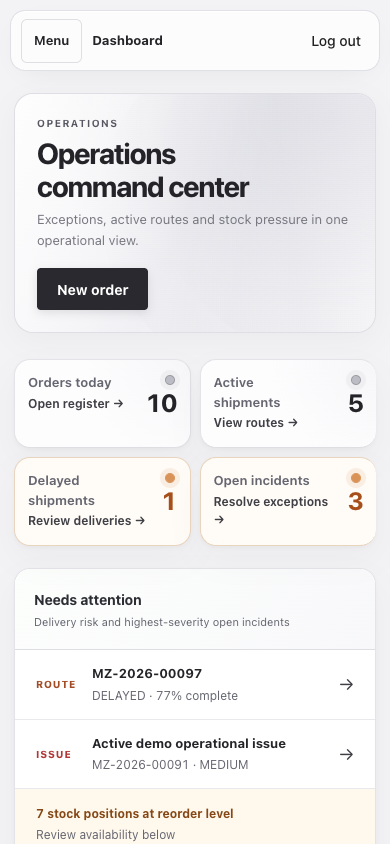 Menu Dashboard Log out
OPERATIONS
Operations
command center
Exceptions, active routes and stock pressure in one
operational view.
New order
Orders today
Open register →
10
Active
shipments
View routes →
5
Delayed
shipments
Review deliveries →
1
Open incidents
Resolve exceptions
→
3
Needs attention
Delivery risk and highest-severity open incidents
ROUTE
MZ-2026-00097
DELAYED · 77% complete
→
ISSUE
Active demo operational issue
MZ-2026-00091 · MEDIUM
→
7 stock positions at reorder level
Review availability below